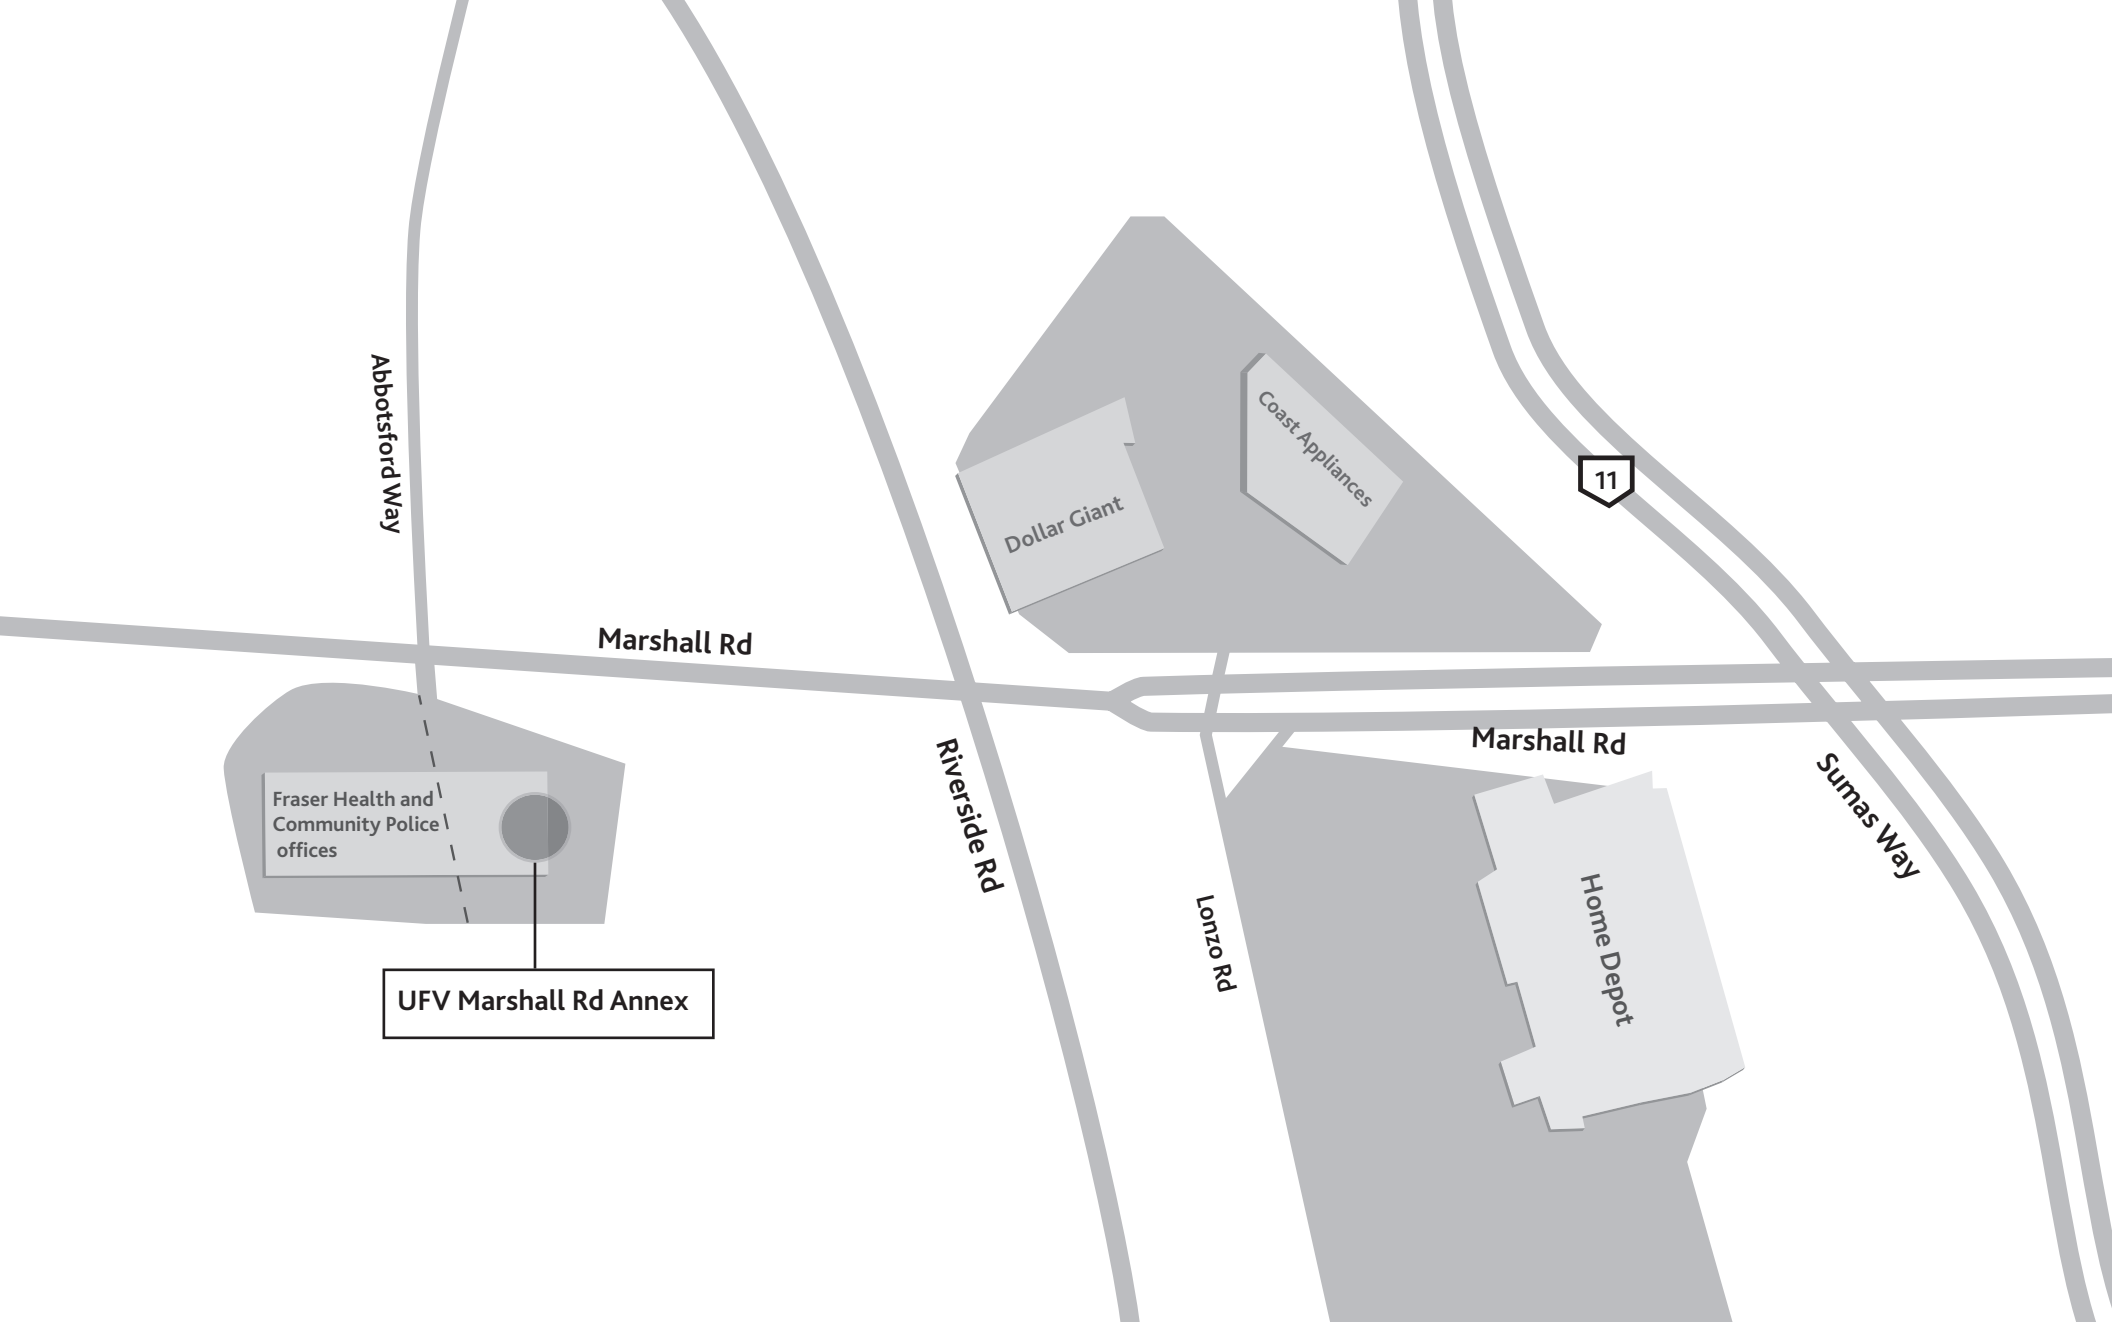 Abbotsford Way
Coast Appliances
Dollar Giant
11
Marshall Rd
Marshall Rd
Riverside Rd
Sumas Way
Fraser Health and
Community Police
offices
Lonzo Rd
Home Depot
UFV Marshall Rd Annex